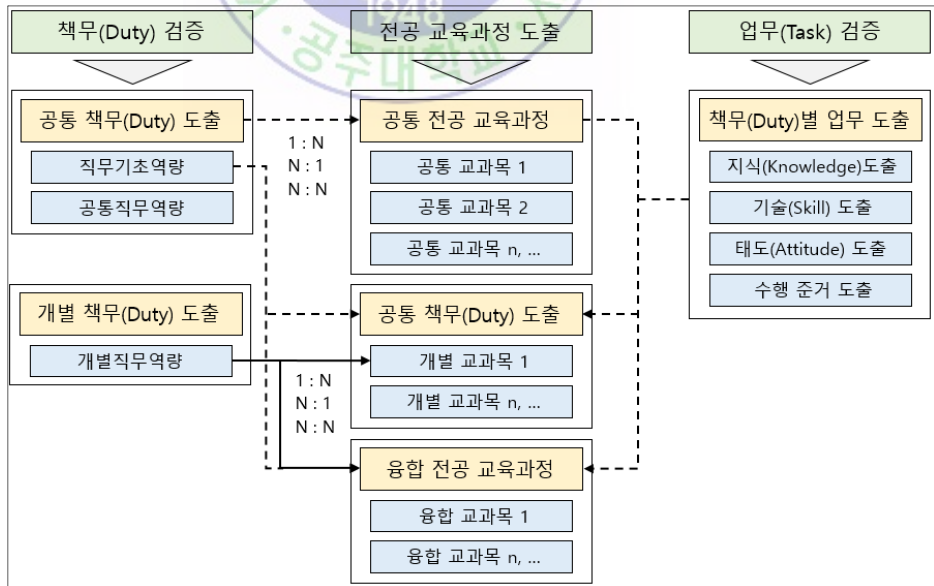 책무(Duty) 검증
공통 책무(Duty) 도출
직무기초역량
공통직무역량
개별 책무(Duty) 도출
개별직무역량
1 : N
N : 1
N : N
1 : N
N : 1
N : N
전공 교육과정 도출
공통 전공 교육과정
공통 교과목 1
공통 교과목 2
공통 교과목 n, ...
공통 책무(Duty) 도출
개별 교과목 1
개별 교과목 n, ...
융합 전공 교육과정
융합 교과목 1
융합 교과목 n, ...
업무(Task) 검증
책무(Duty)별 업무 도출
지식(Knowledge)도출
기술(Skill) 도출
태도(Attitude) 도출
수행 준거 도출
1948
공주대학교